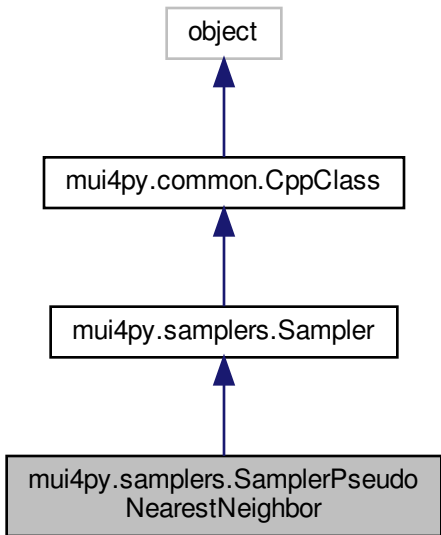 object
mui4py.common.CppClass
mui4py.samplers.Sampler
mui4py.samplers.SamplerPseudo
NearestNeighbor